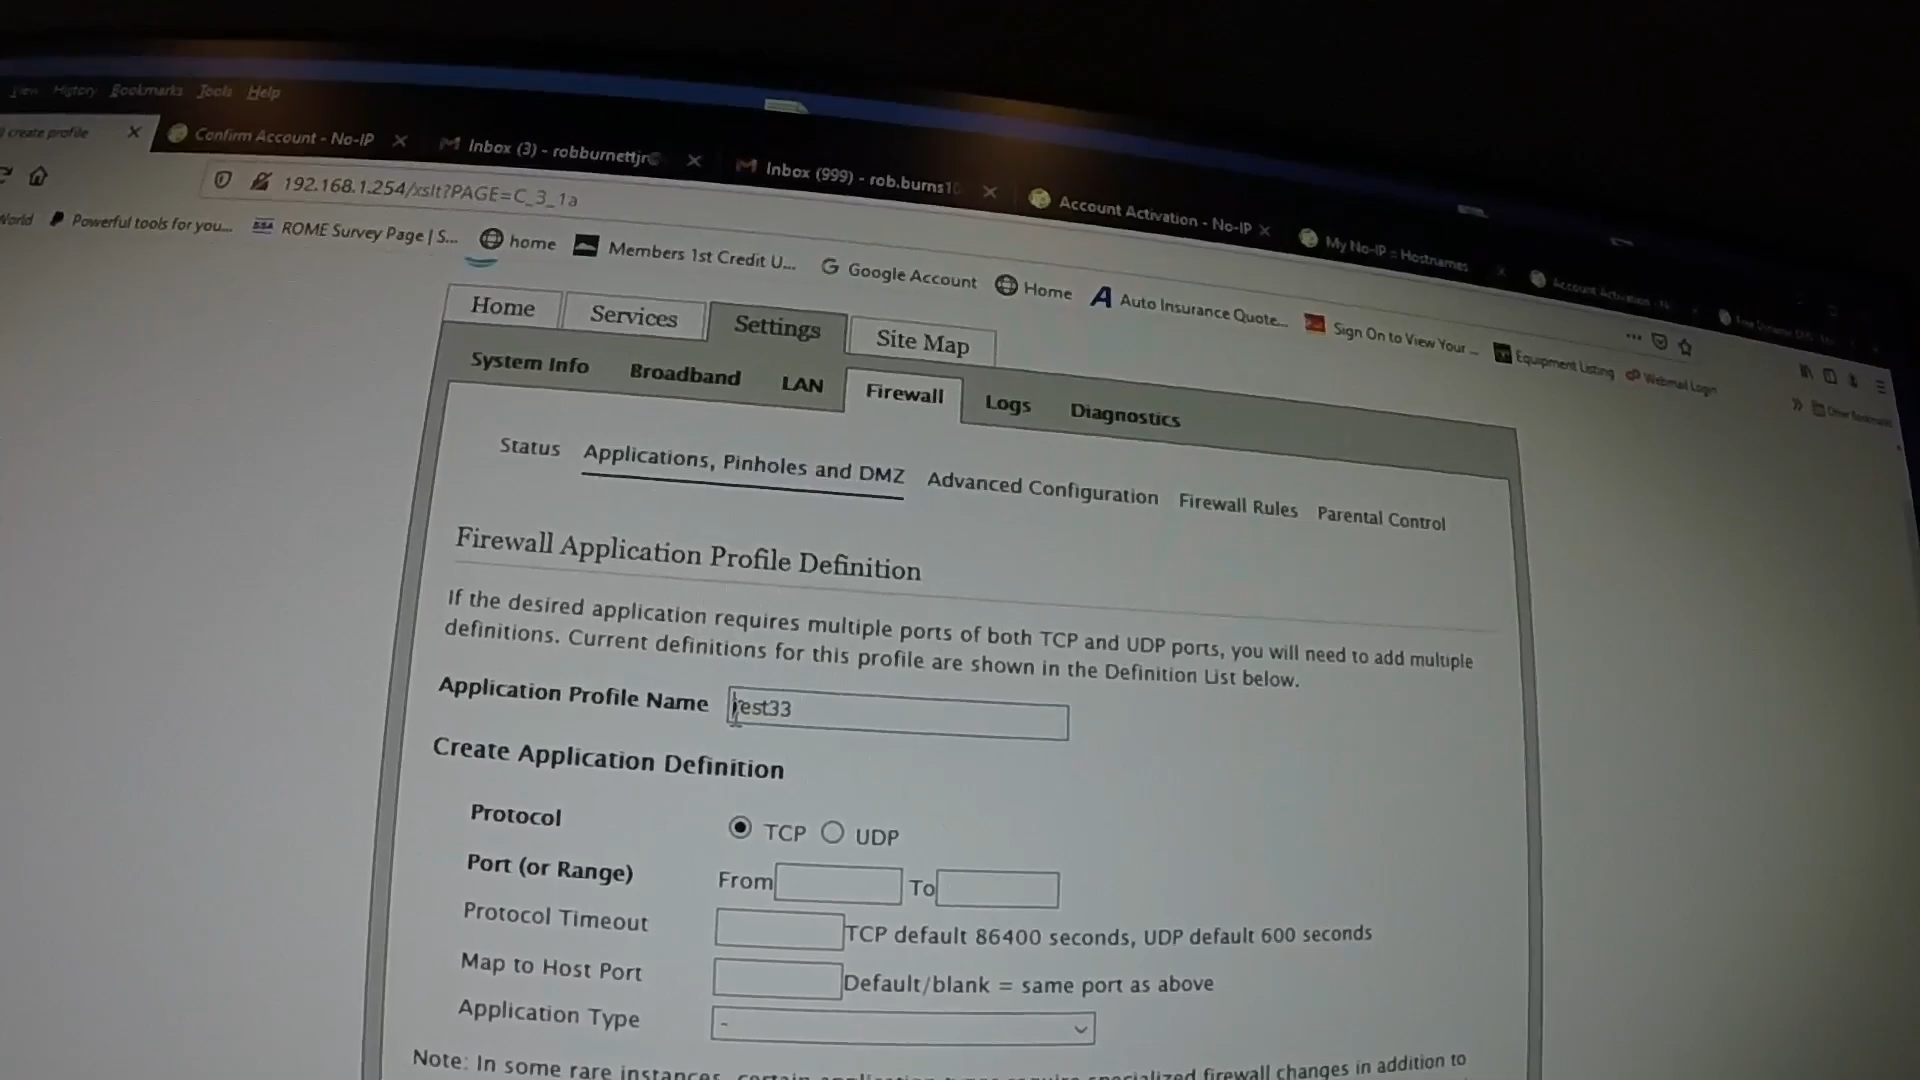 View History Bookmarks Tools Help
create profile Confirm Account - No-IP Inbox (3) - robburnettjr Inbox (999) - rob.burns10 Account Activation - No-IP My No-IP :: Hostnames Account Activation - N
192.168.1.254/xslt?PAGE=C_3_1a
World Powerful tools for you... SSA ROME Survey Page | S... home Members 1st Credit U... Google Account Home Auto Insurance Quote... Sign On to View Your ... Equipment Listing Webmail Login Other Bookmarks
Home Services Settings Site Map
System Info Broadband LAN Firewall Logs Diagnostics
Status Applications, Pinholes and DMZ Advanced Configuration Firewall Rules Parental Control
Firewall Application Profile Definition
If the desired application requires multiple ports of both TCP and UDP ports, you will need to add multiple
definitions. Current definitions for this profile are shown in the Definition List below.
Application Profile Name est33
Create Application Definition
Protocol TCP UDP
Port (or Range) From To
Protocol Timeout TCP default 86400 seconds, UDP default 600 seconds
Map to Host Port Default/blank = same port as above
Application Type -
Note: In some rare instances, certain specialized firewall changes in addition to